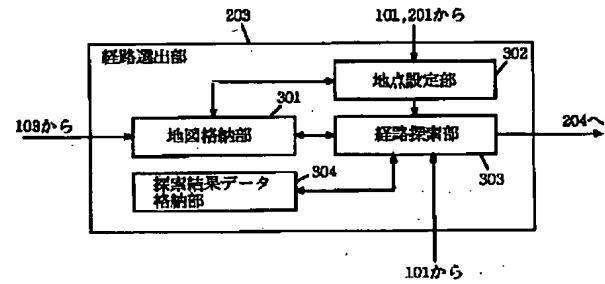 203
101,201から
経路選出部
302
地点設定部
301
103から
地図格納部
経路探索部
204へ
303
304
探索結果データ
格納部
101から